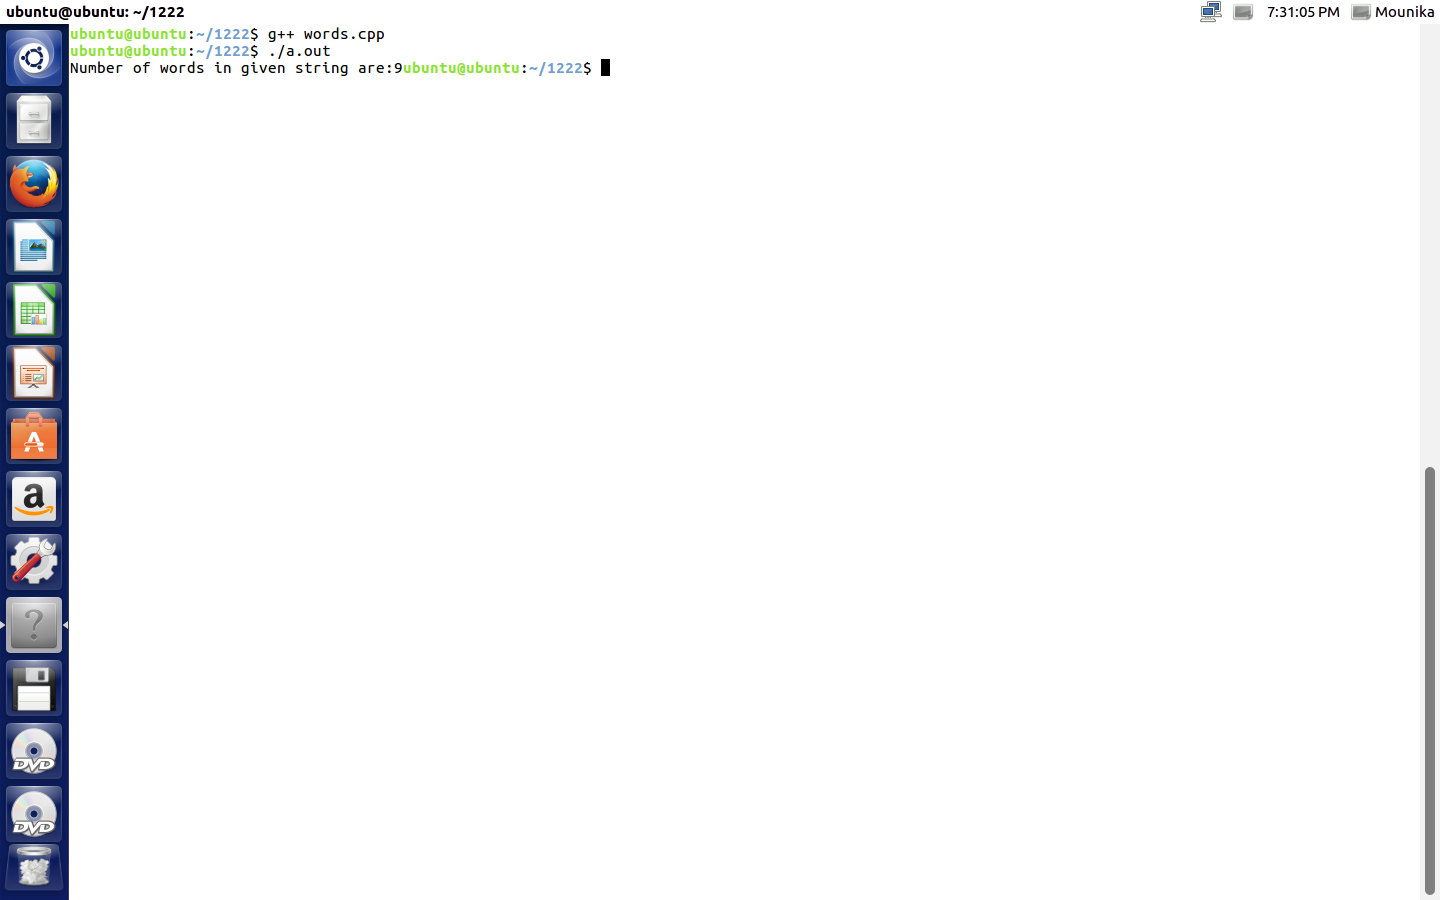 ubuntu@ubuntu: ~/1222
7:31:05 PM
Mounika
ubuntu@ubuntu:~/1222$ g++ words.cpp
ubuntu@ubuntu:~/1222$ ./a.out
Number of words in given string are:9ubuntu@ubuntu:~/1222$
A
a
?
DVD
DVD